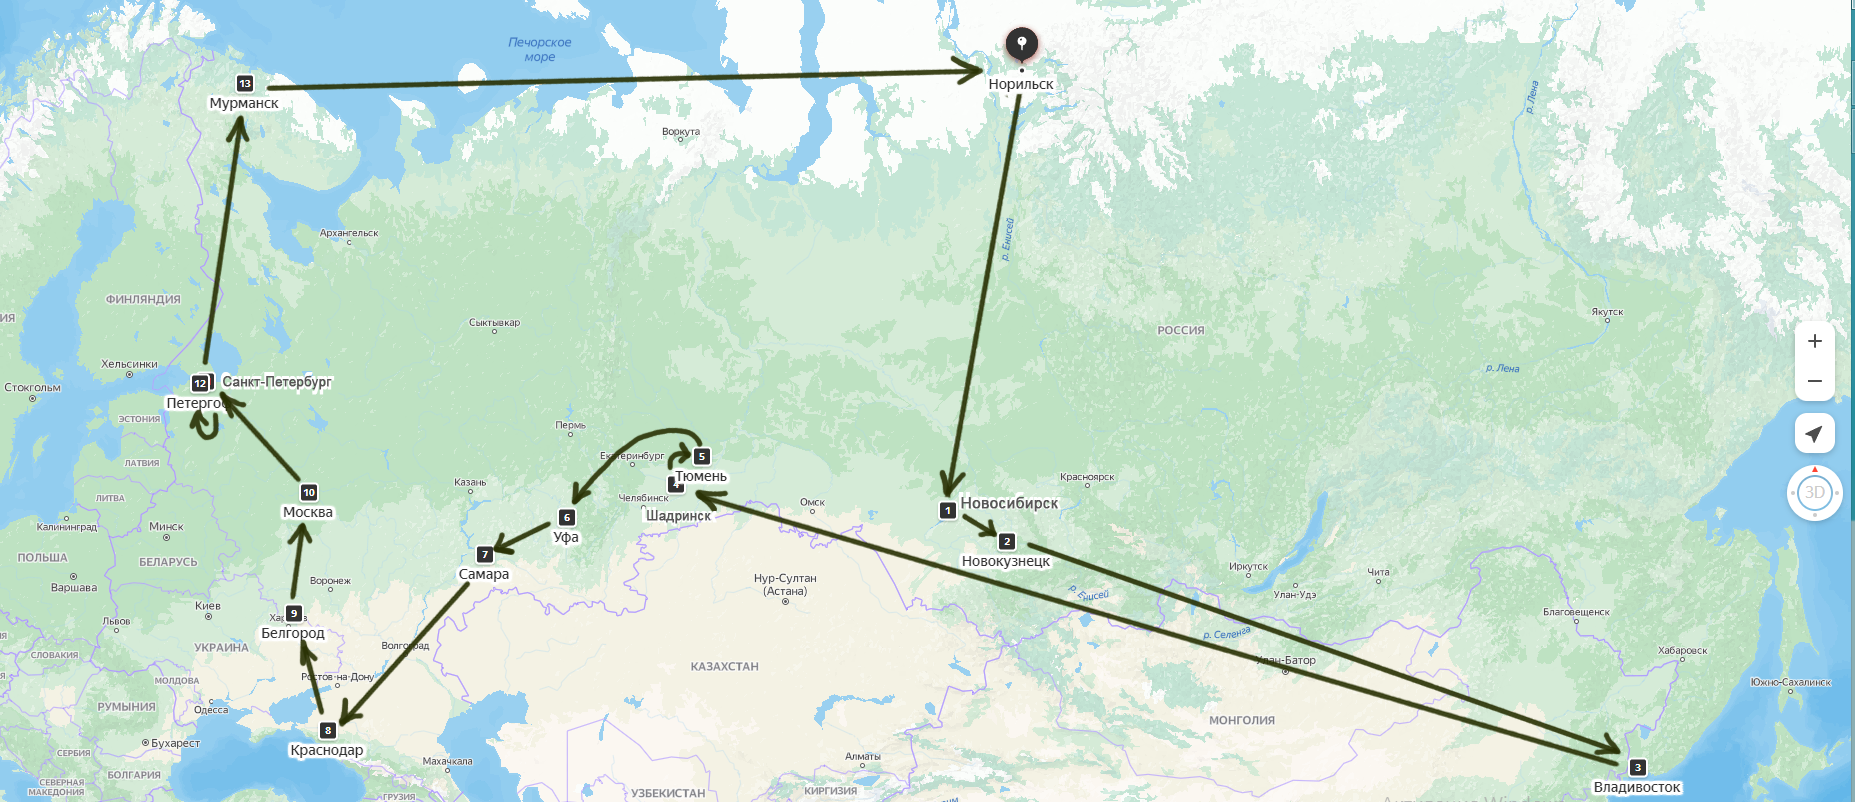 Печорское
море
13
Мурманск
Норильск
р. Лена
Воркута
Архангельск
р. Енисей
ФИНЛЯНДИЯ
Сыктывкар
РОССИЯ
Якутск
+
Хельсинки
р. Лена
Стокгольм
12
Санкт-Петербург
−
Петергоф
ЭСТОНИЯ
Пермь
ЛАТВИЯ
Екатеринбург
5
Тюмень
Казань
Красноярск
10
4
Челябинск
3D
ЛИТВА
Москва
Омск
1
Новосибирск
Шадринск
Калининград
Минск
6
Уфа
2
Новокузнецк
ПОЛЬША
БЕЛАРУСЬ
7
Самара
Иркутск
Чита
Варшава
Воронеж
Нур-Султан
(Астана)
р. Енисей
Улан-Удэ
Киев
9
Благовещенск
Львов
Белгород
р. Селенга
УКРАИНА
Волгоград
СЛОВАКИЯ
Хабаровск
КАЗАХСТАН
Улан-Батор
МОЛДОВА
Ростов-на-Дону
Южно-Сахалинск
РУМЫНИЯ
Одесса
МОНГОЛИЯ
8
Бухарест
Краснодар
СЕРБИЯ
Алматы
Махачкала
3
БОЛГАРИЯ
СЕВЕРНАЯ
МАКЕДОНИЯ
Владивосток
УЗБЕКИСТАН
КИРГИЗИЯ
ГРУЗИЯ